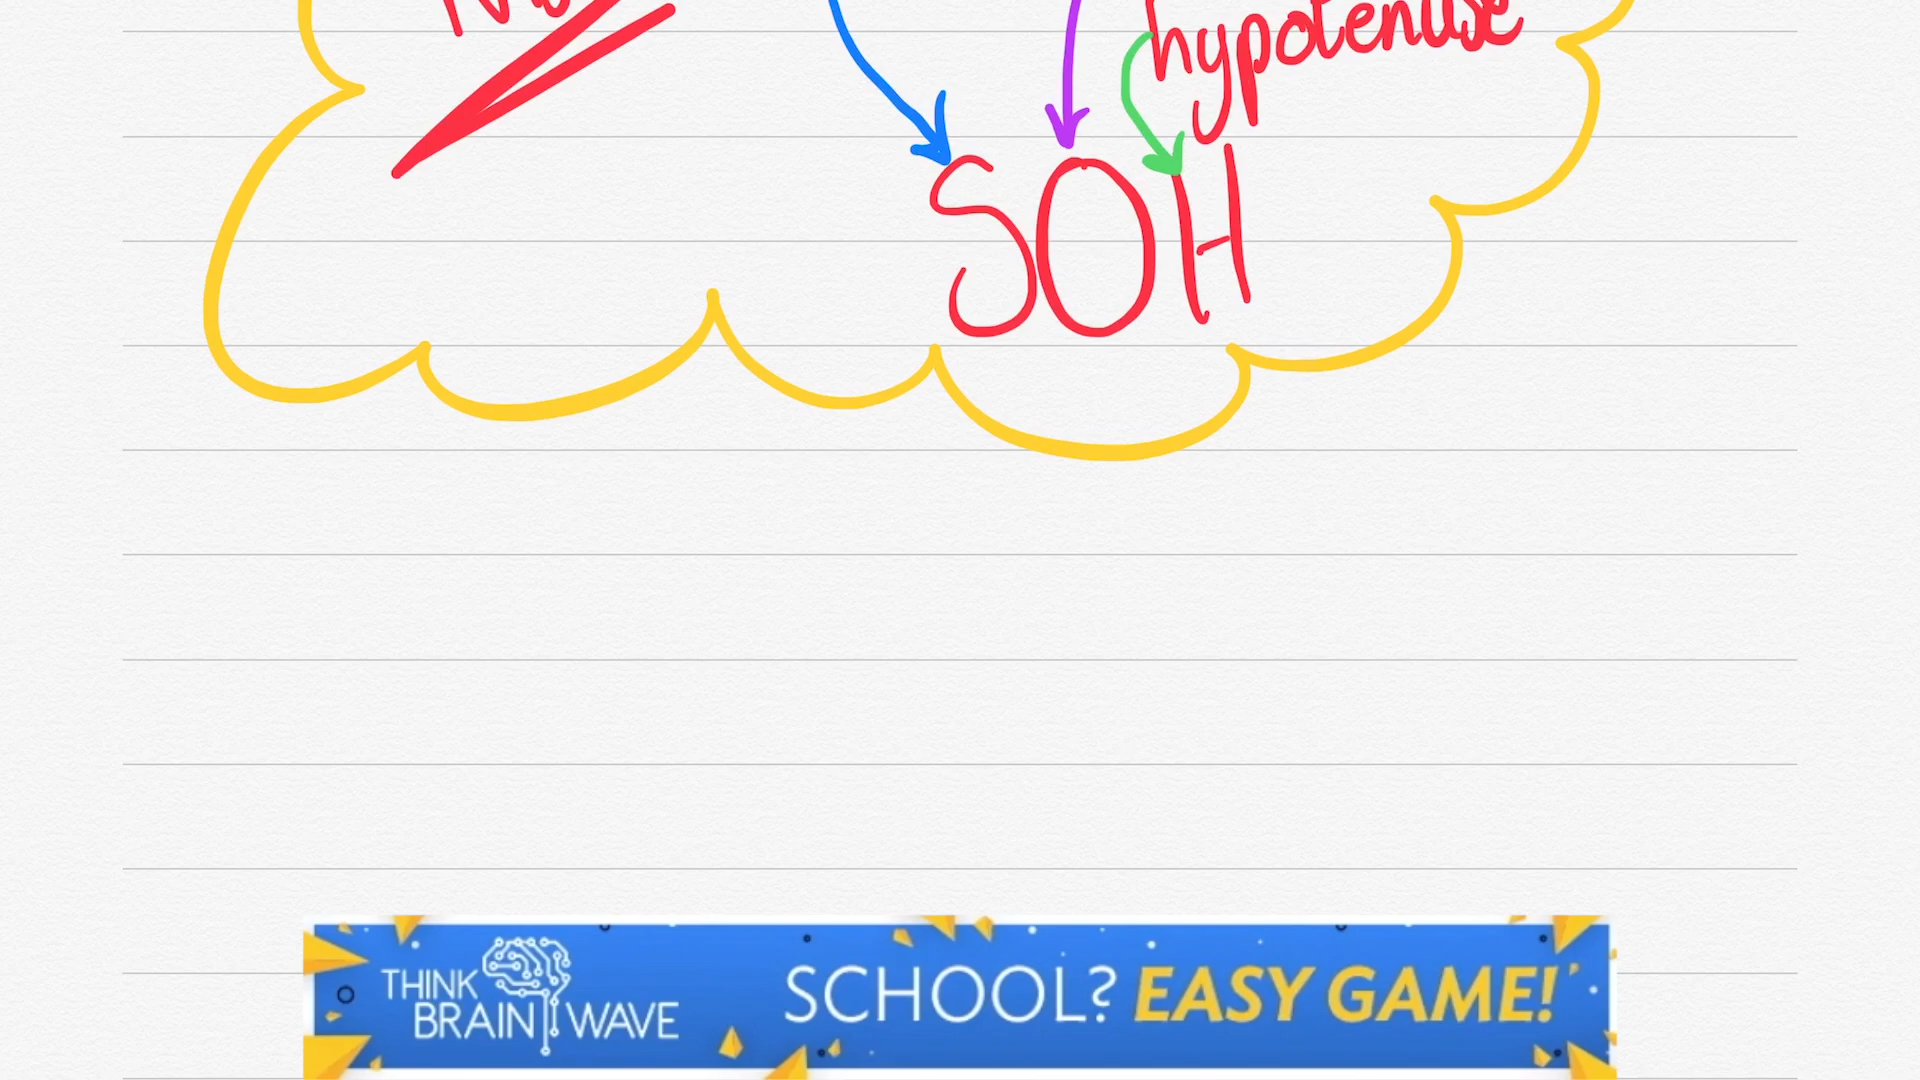 hypotenuse
SOH
THINK
BRAIN WAVE
SCHOOL? EASY GAME!